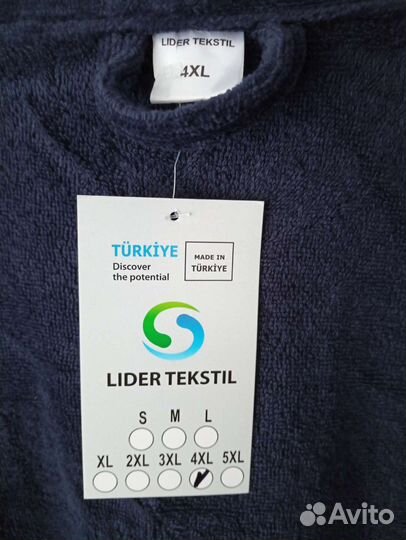 LIDER TEKSTIL
4XL
TÜRKİYE
Discover
the potential
MADE IN
TÜRKİYE
LIDER TEKSTIL
S M L
XL 2XL 3XL 4XL 5XL
Avito